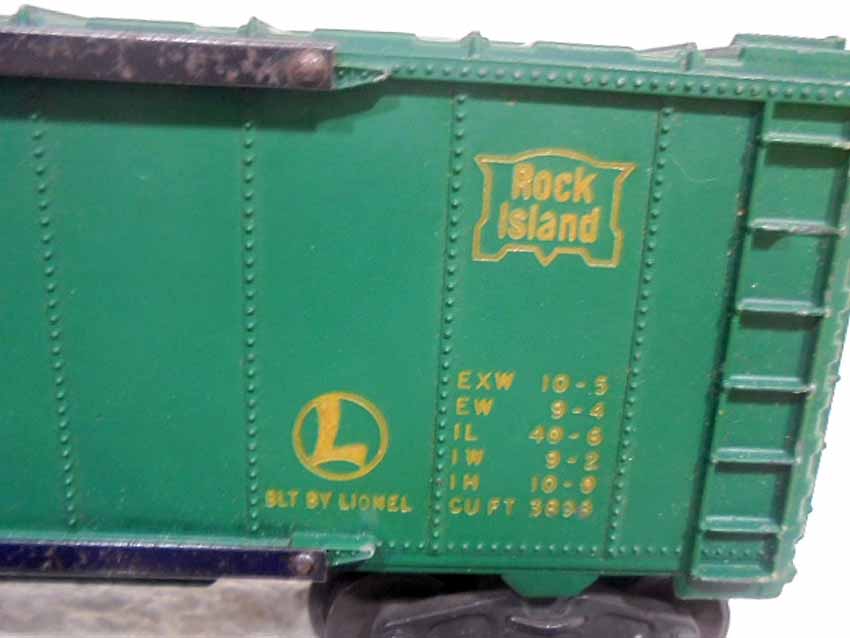 Rock
Island
L
BLT BY LIONEL
EXW 10-5
EW 9-4
IL 40-6
IW 9-2
IH 10-9
CU FT 3898